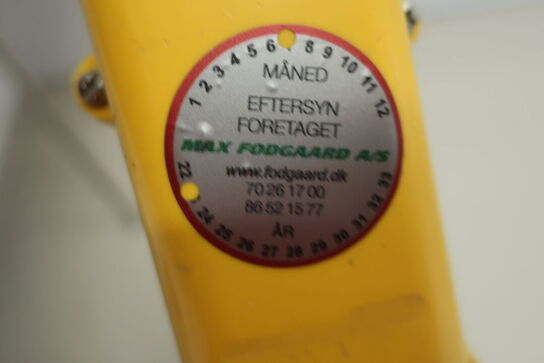 1 2 3 4 5 6 8 9 10 11 12
MÅNED
EFTERSYN
FORETAGET
MAX FODGAARD A/S
www.fodgaard.dk
70 26 17 00
86 52 15 77
ÅR
22 24 25 26 27 28 29 30 31 32 33